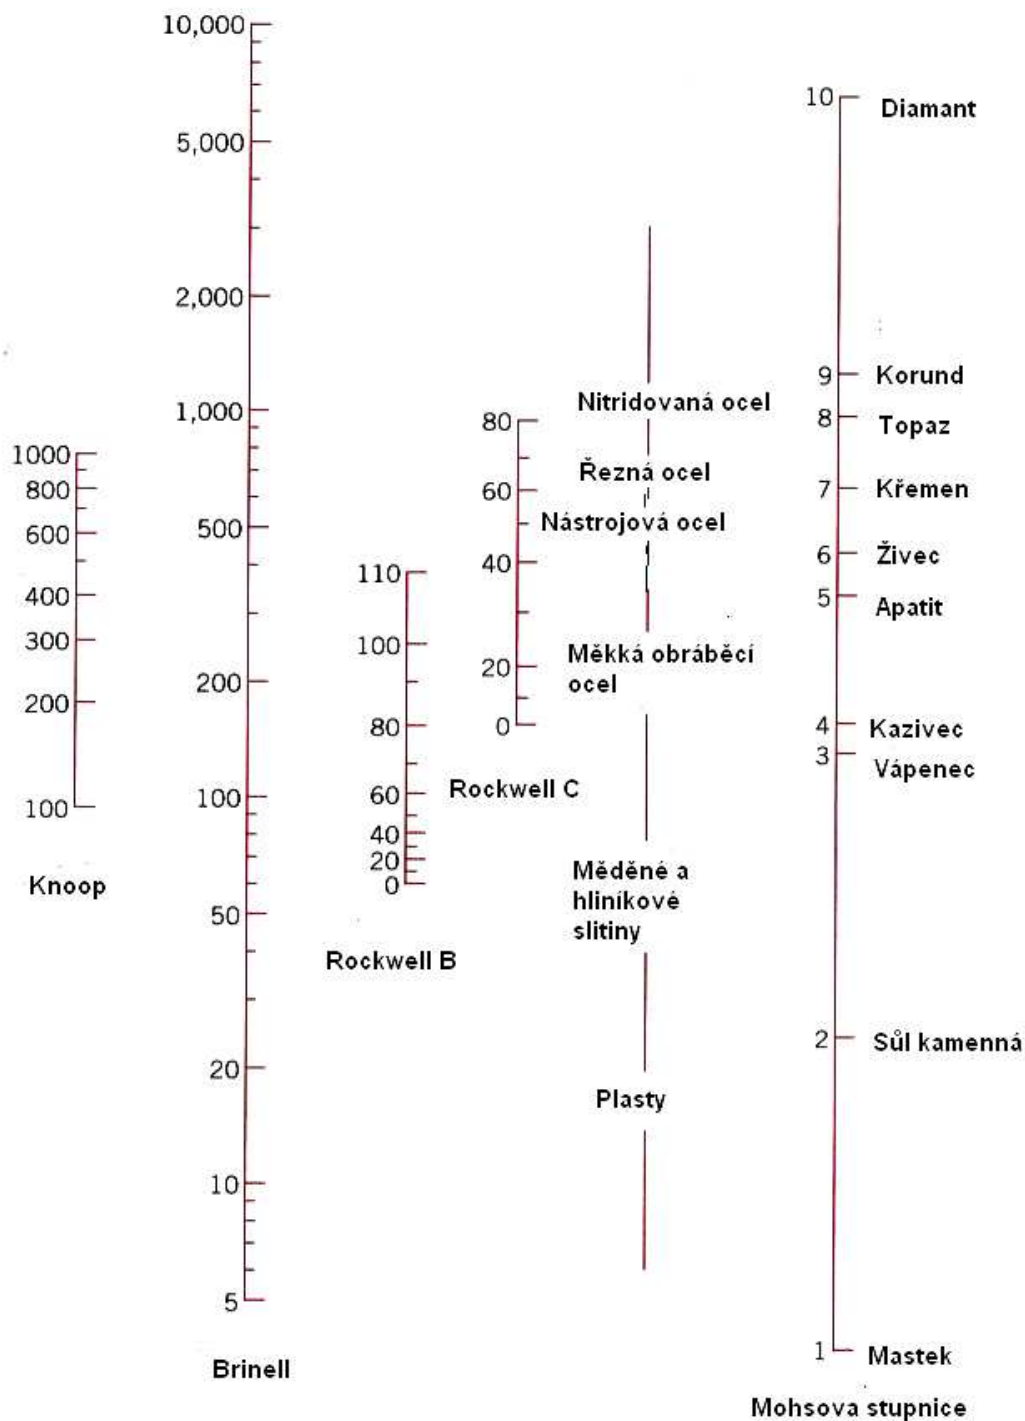 10,000
5,000
2,000
1,000
500
200
100
50
20
10
5
Brinell
1000
800
600
400
300
200
100
Knoop
110
100
80
60
40
20
0
Rockwell B
80
60
40
20
0
Rockwell C
Nitridovaná ocel
Řezná ocel
Nástrojová ocel
Měkká obráběcí
ocel
Měděné a
hliníkové
slitiny
Plasty
10 Diamant
9 Korund
8 Topaz
7 Křemen
6 Živec
5 Apatit
4 Kazivec
3 Vápenec
2 Sůl kamenná
1 Mastek
Mohsova stupnice